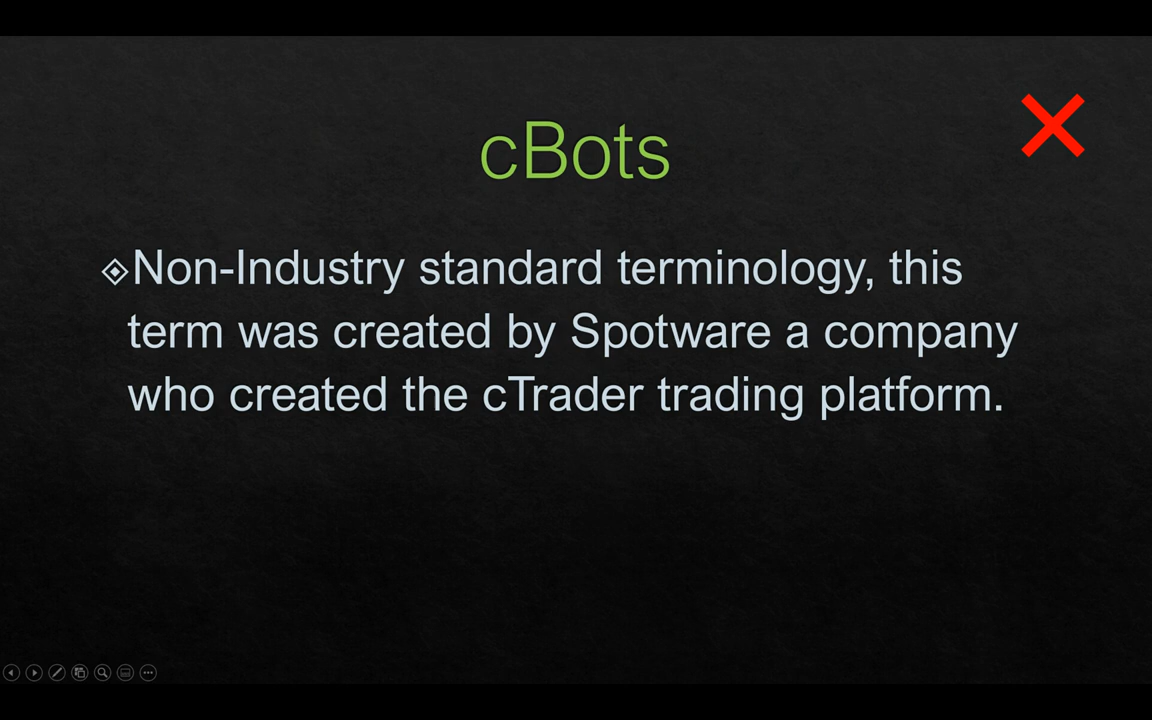 cBots
Non-Industry standard terminology, this
term was created by Spotware a company
who created the cTrader trading platform.